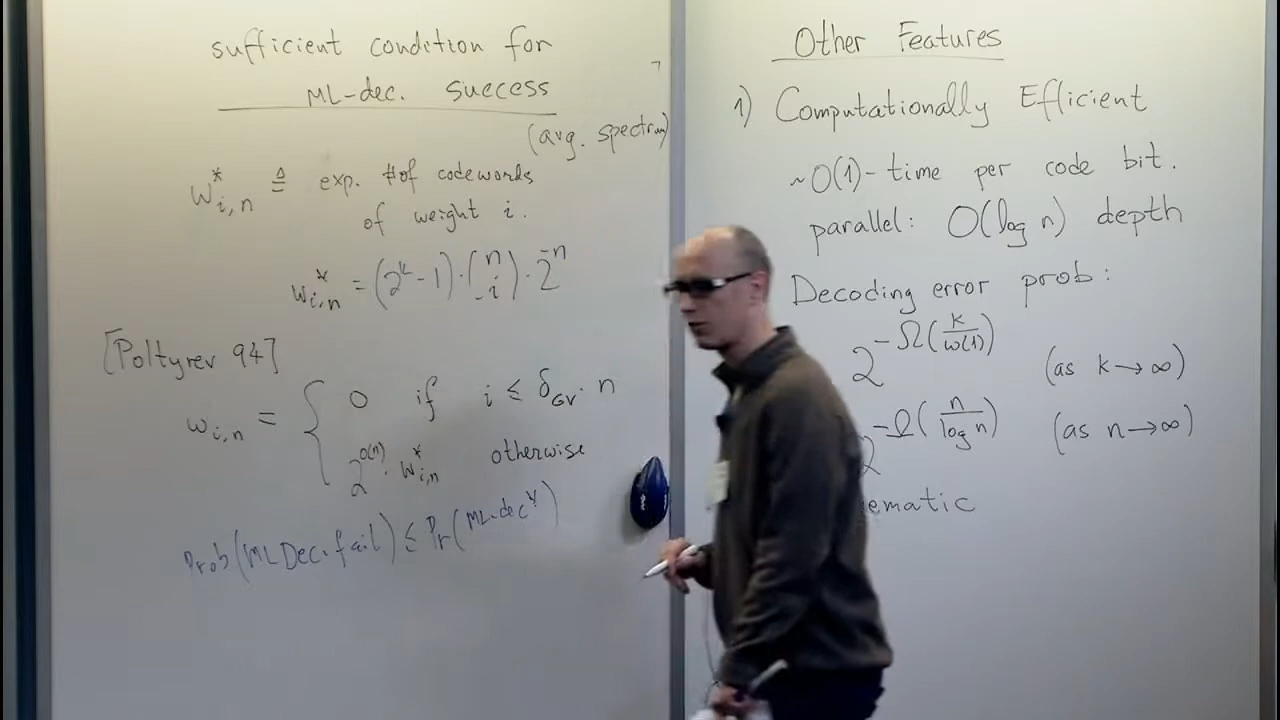 sufficient condition for
ML-dec. success
(avg. spectrum)
W*_{i,n} ≜ exp. # of codewords
of weight i.
w*_{i,n} = (2^k - 1) · (n i) · 2^{-n}
[Poltyrev 94]
w_{i,n} = { 0 if i ≤ δ_{GV} · n
2^{o(n)} · w*_{i,n} otherwise
Prob(ML Dec. fail) ≤ Pr(ML-dec
Other Features
1) Computationally Efficient
~O(1)-time per code bit.
parallel: O(log n) depth
Decoding error prob:
2^{-Ω(k/ω(1))} (as k→∞)
2^{-Ω(n/log n)} (as n→∞)
ematic